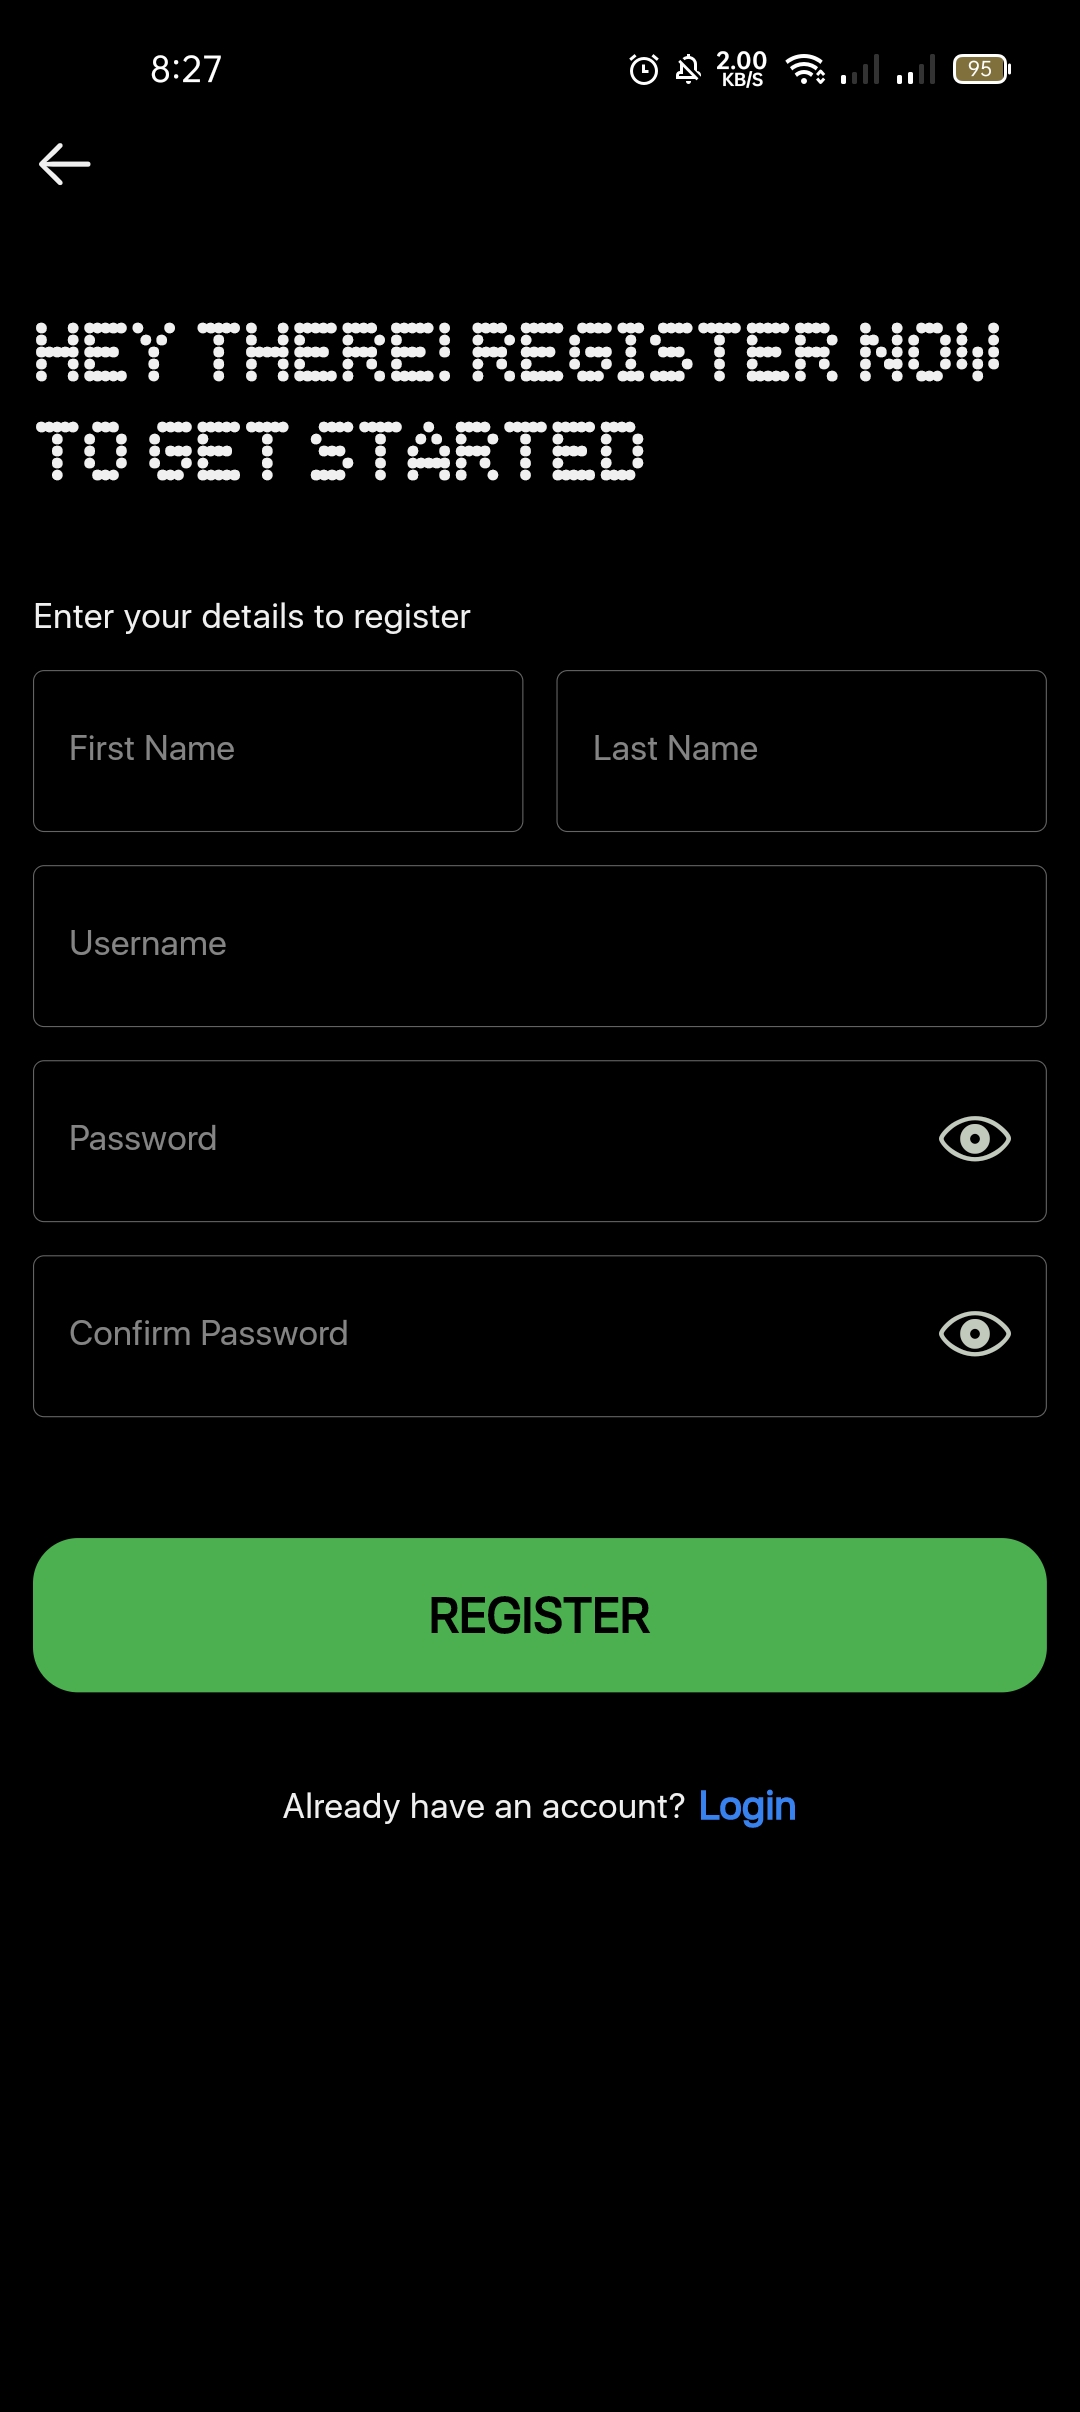 8:27
2.00
KB/S
95
HEY THERE! REGISTER NOW
TO GET STARTED
Enter your details to register
First Name
Last Name
Username
Password
Confirm Password
REGISTER
Already have an account? Login